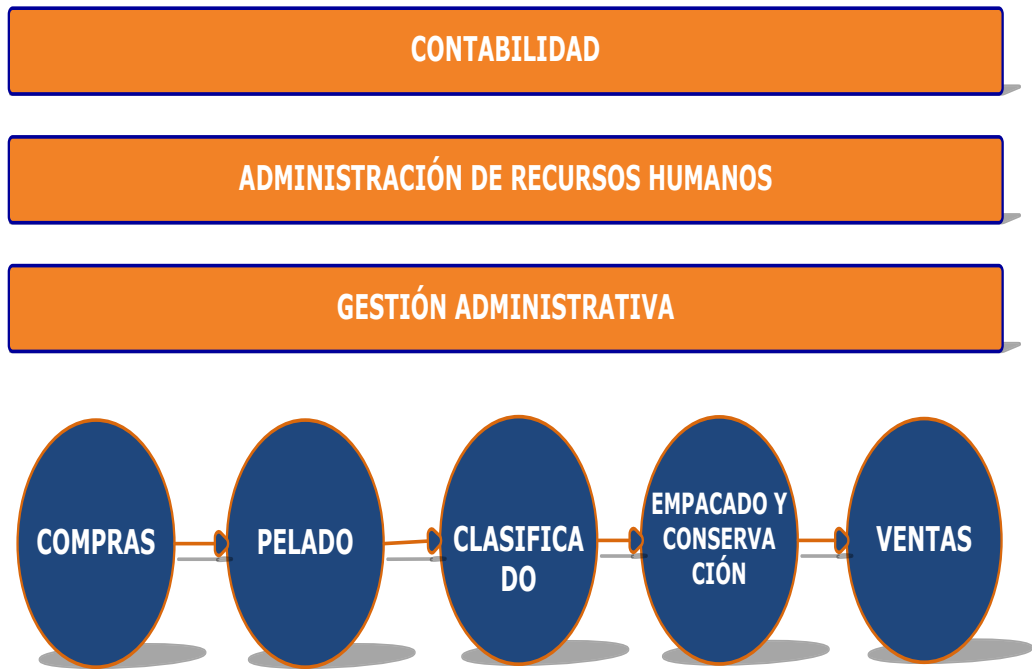 CONTABILIDAD
ADMINISTRACIÓN DE RECURSOS HUMANOS
GESTIÓN ADMINISTRATIVA
COMPRAS
PELADO
CLASIFICA
DO
EMPACADO Y
CONSERVA
CIÓN
VENTAS